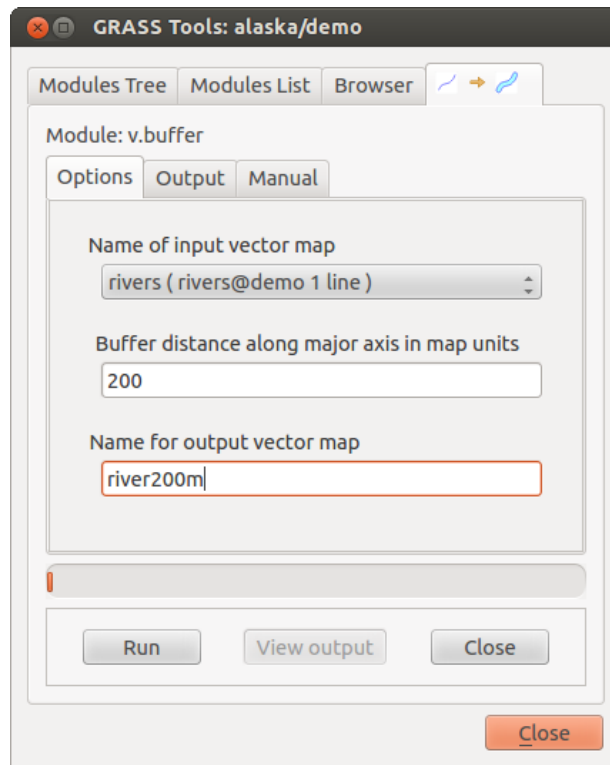 GRASS Tools: alaska/demo
Modules Tree Modules List Browser
Module: v.buffer
Options Output Manual
Name of input vector map
rivers ( rivers@demo 1 line )
Buffer distance along major axis in map units
200
Name for output vector map
river200m
Run View output Close
Close